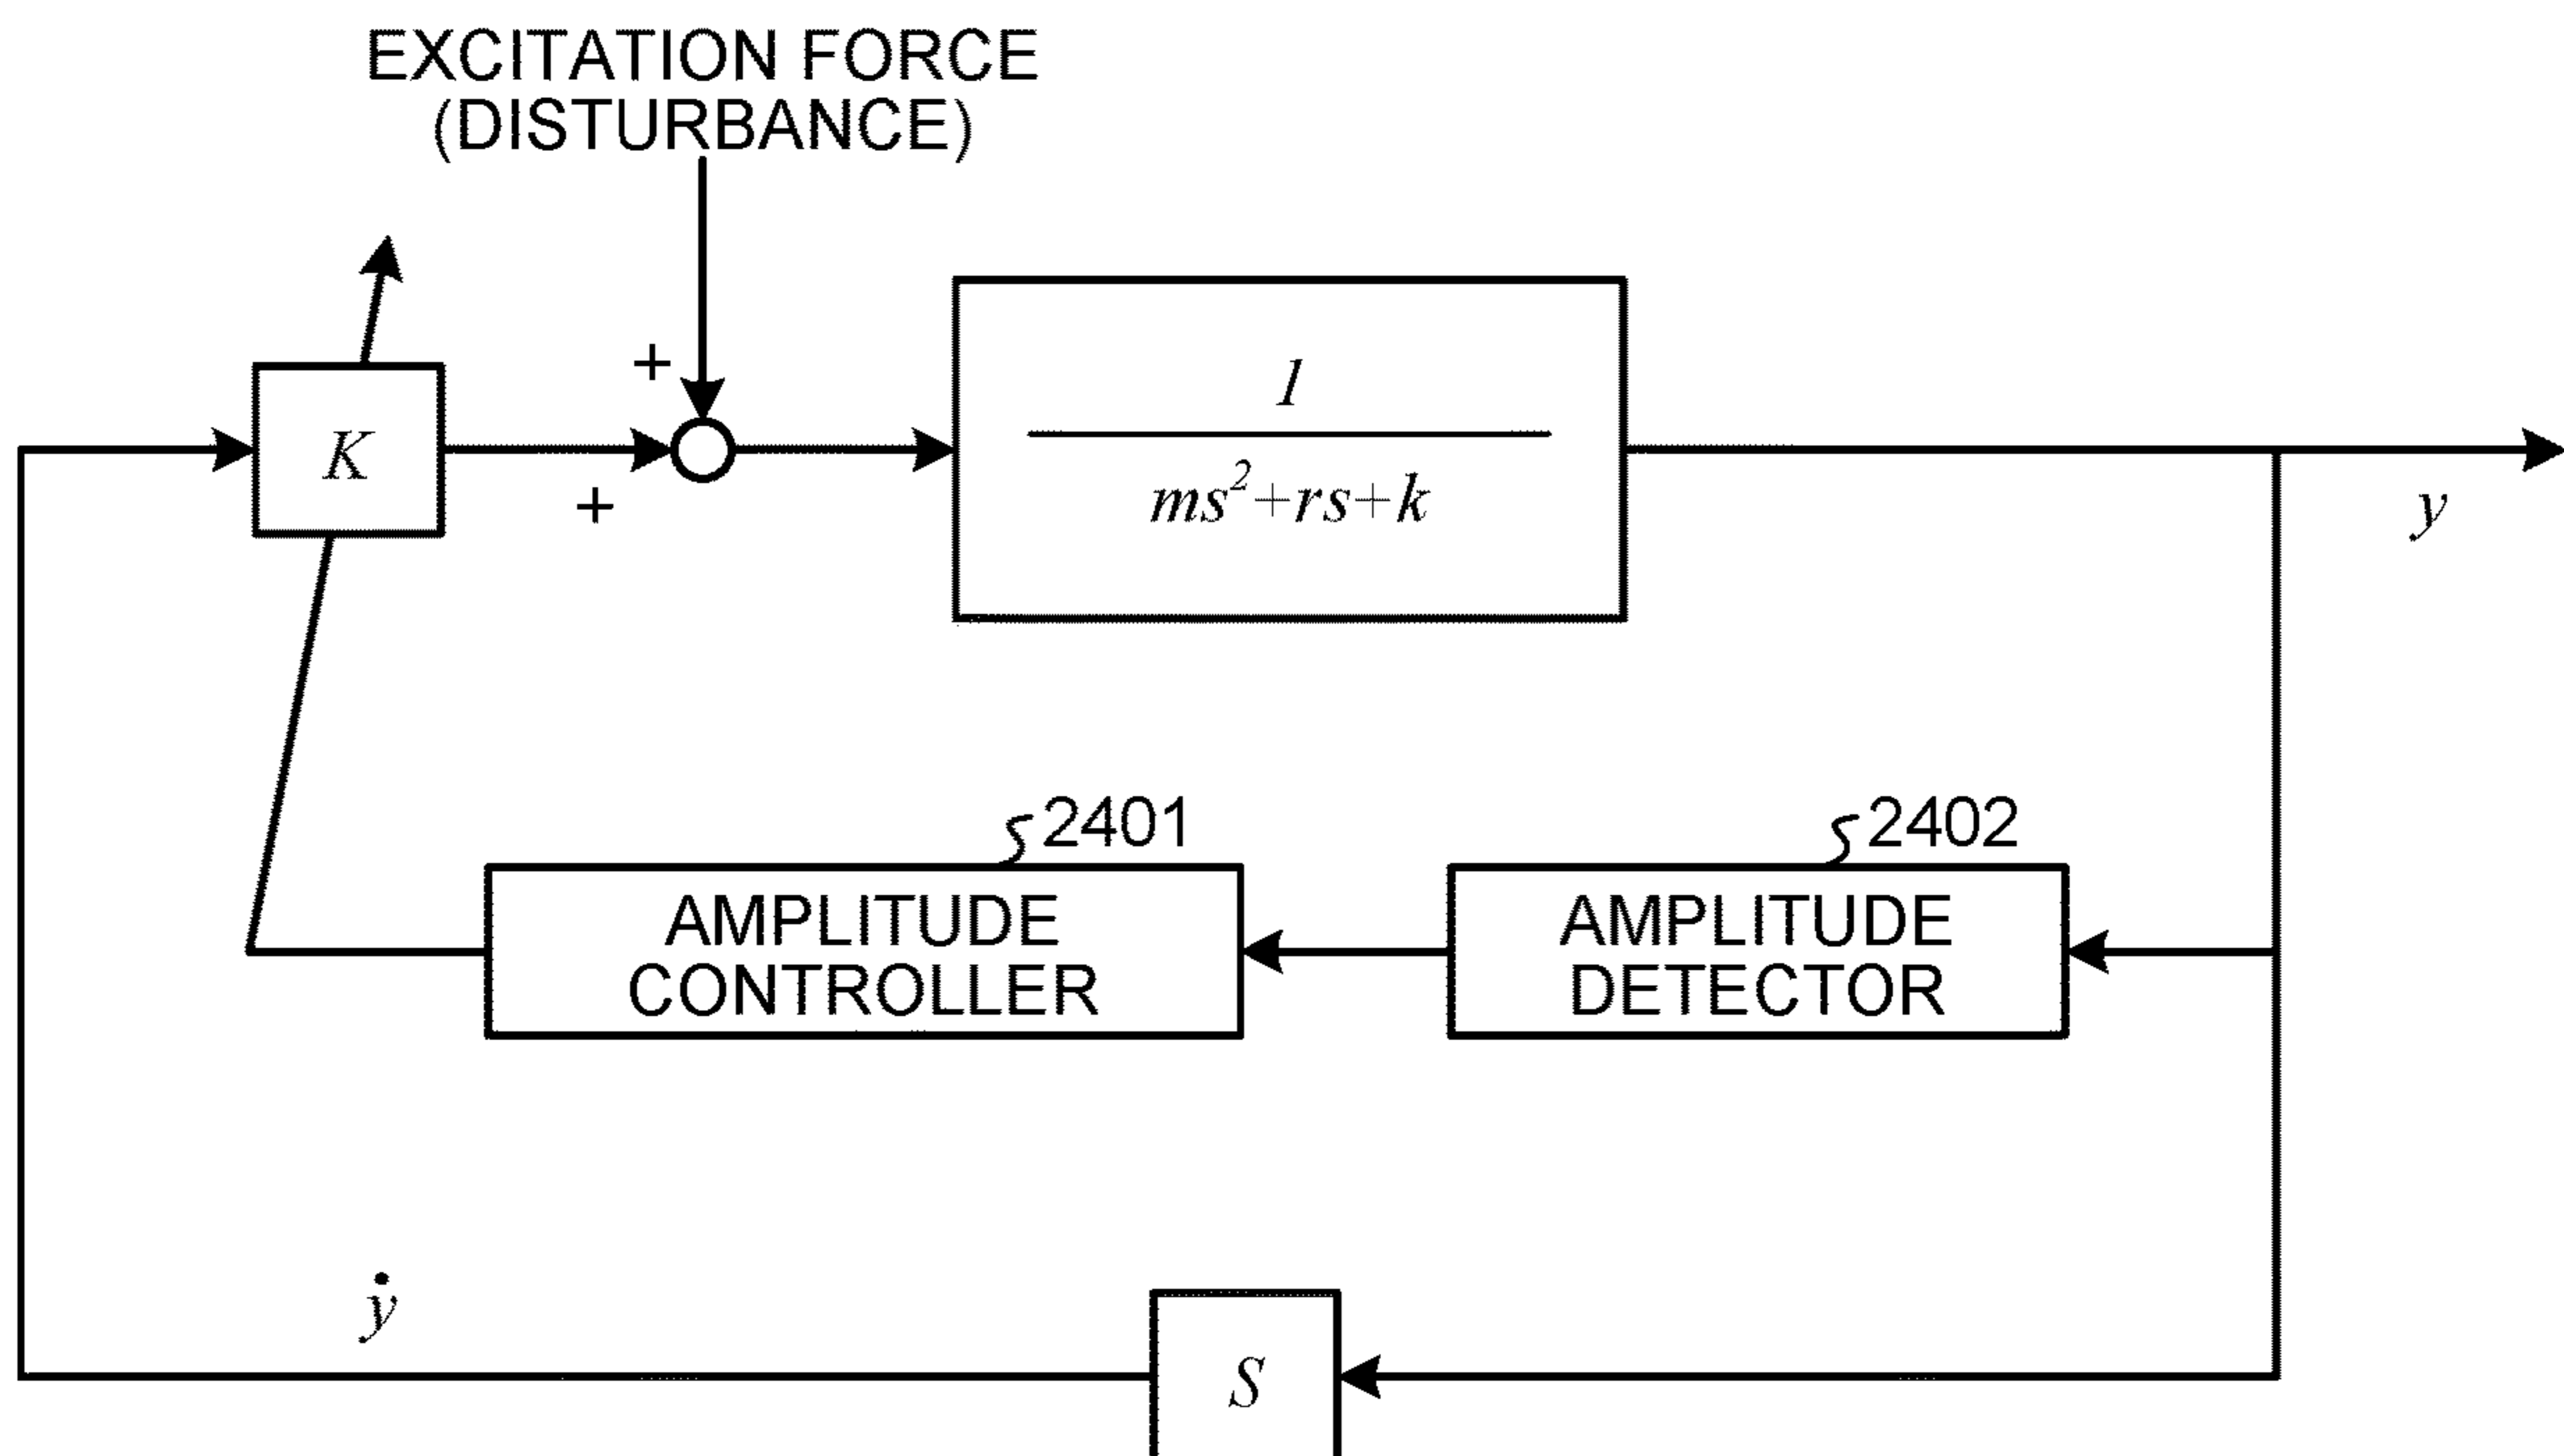 EXCITATION FORCE
(DISTURBANCE)
+
K
+
1
ms²+rs+k
y
2401
2402
AMPLITUDE
CONTROLLER
AMPLITUDE
DETECTOR
ẏ
S